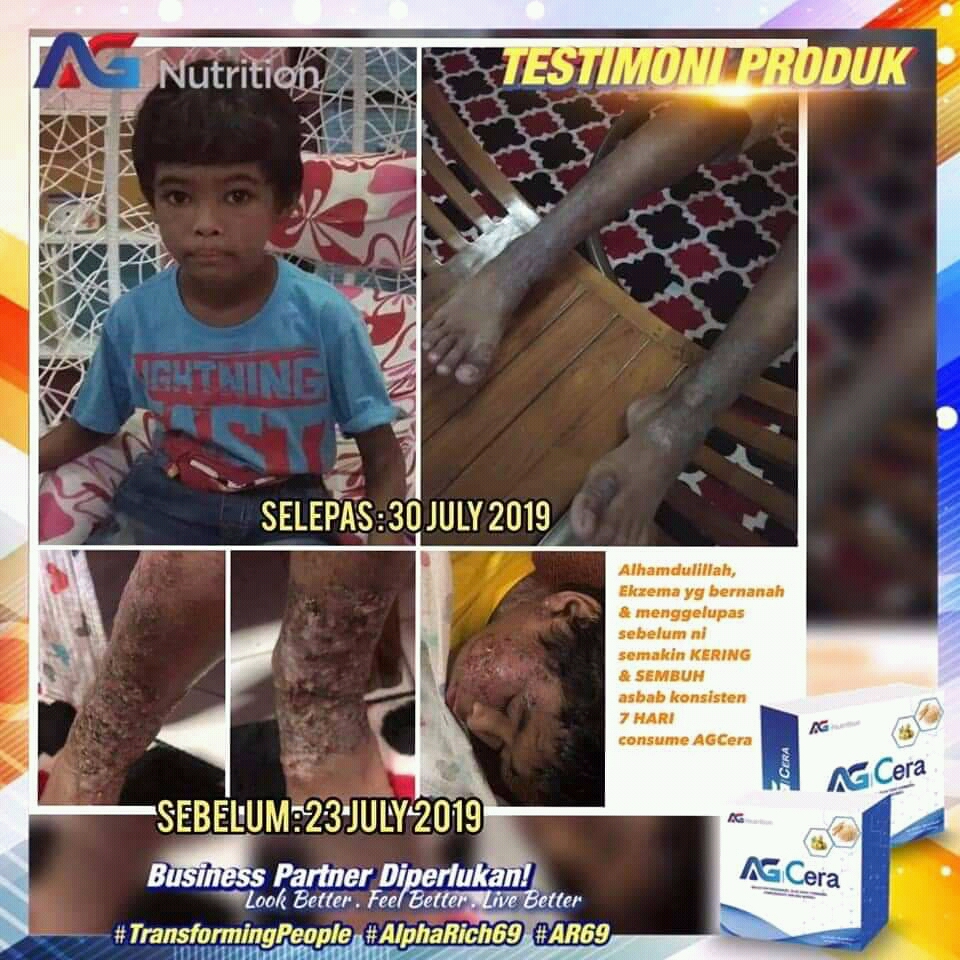 AG Nutrition
TESTIMONI PRODUK
LIGHTNING
FAST
SELEPAS : 30 JULY 2019
Alhamdulillah,
Ekzema yg bernanah
& menggelupas
sebelum ni
semakin KERING
& SEMBUH
asbab konsisten
7 HARI
consume AGCera
SEBELUM : 23 JULY 2019
AG Nutrition
AG Cera
AG Nutrition
AG Cera
Business Partner Diperlukan!
Look Better . Feel Better . Live Better
#TransformingPeople #AlphaRich69 #AR69